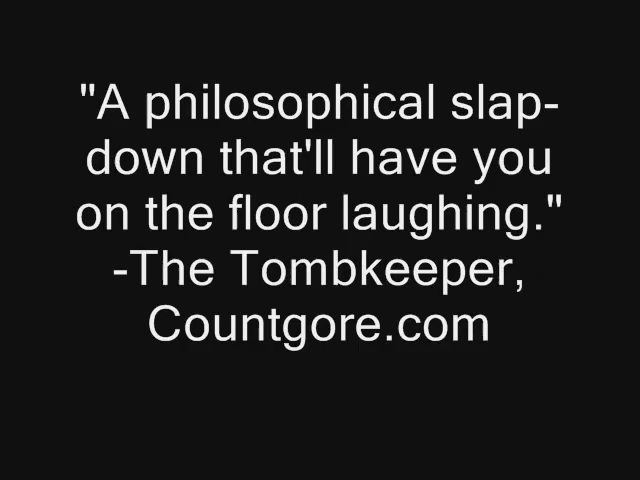 "A philosophical slap-
down that'll have you
on the floor laughing."
-The Tombkeeper,
Countgore.com